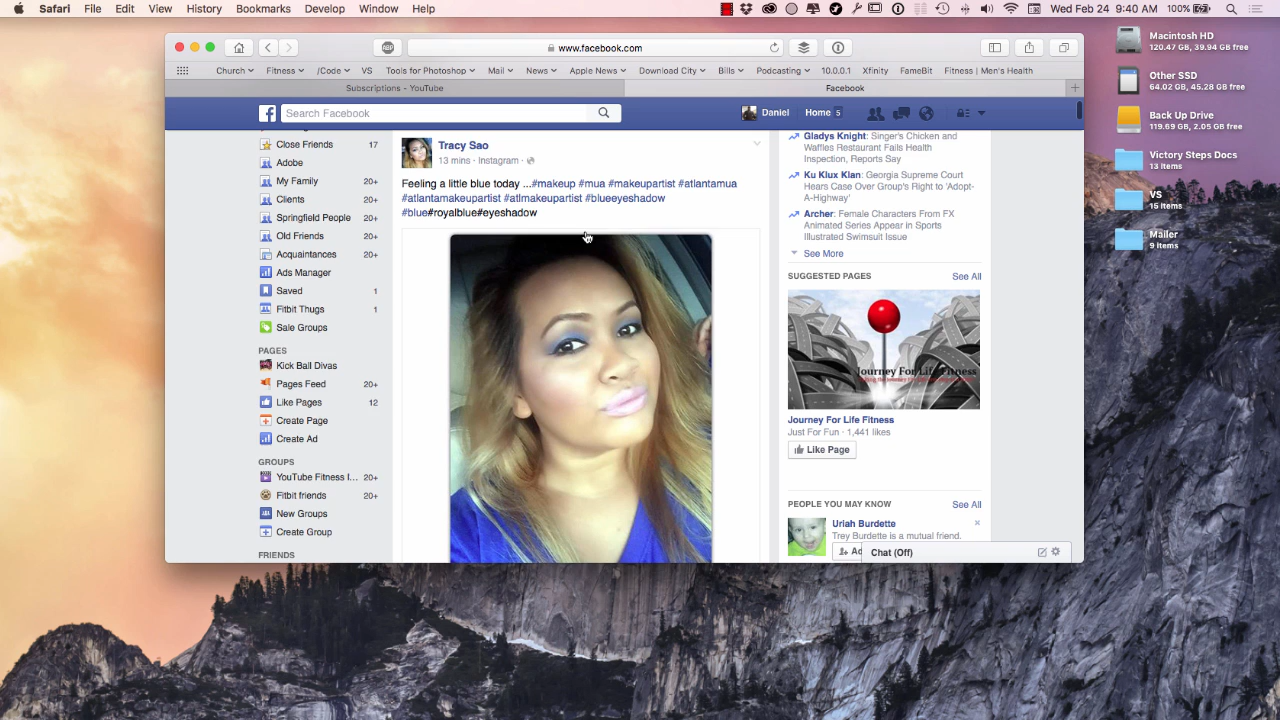 Safari File Edit View History Bookmarks Develop Window Help
Wed Feb 24 9:40 AM 100%
www.facebook.com
Church Fitness /Code VS Tools for Photoshop Mail News Apple News Download City Bills Podcasting 10.0.0.1 Xfinity FameBit Fitness | Men's Health
Subscriptions - YouTube
Facebook
Search Facebook
Daniel Home 5
Close Friends 17
Adobe
My Family 20+
Clients 20+
Springfield People 20+
Old Friends 20+
Acquaintances 20+
Ads Manager
Saved 1
Fitbit Thugs 1
Sale Groups
PAGES
Kick Ball Divas
Pages Feed 20+
Like Pages 12
Create Page
Create Ad
GROUPS
YouTube Fitness I... 20+
Fitbit friends 20+
New Groups
Create Group
FRIENDS
Tracy Sao
13 mins · Instagram ·
Feeling a little blue today ...#makeup #mua #makeupartist #atlantamua
#atlantamakeupartist #atlmakeupartist #blueeyeshadow
#blue#royalblue#eyeshadow
Gladys Knight: Singer's Chicken and
Waffles Restaurant Fails Health
Inspection, Reports Say
Ku Klux Klan: Georgia Supreme Court
Hears Case Over Group's Right to 'Adopt-
A-Highway'
Archer: Female Characters From FX
Animated Series Appear in Sports
Illustrated Swimsuit Issue
See More
SUGGESTED PAGES See All
Journey For Life Fitness
Journey For Life Fitness
Just For Fun · 1,441 likes
Like Page
PEOPLE YOU MAY KNOW See All
Uriah Burdette
Trey Burdette is a mutual friend.
Chat (Off)
Macintosh HD
120.47 GB, 39.94 GB free
Other SSD
64.02 GB, 45.28 GB free
Back Up Drive
119.69 GB, 2.05 GB free
Victory Steps Docs
13 items
VS
15 items
Mailer
9 items